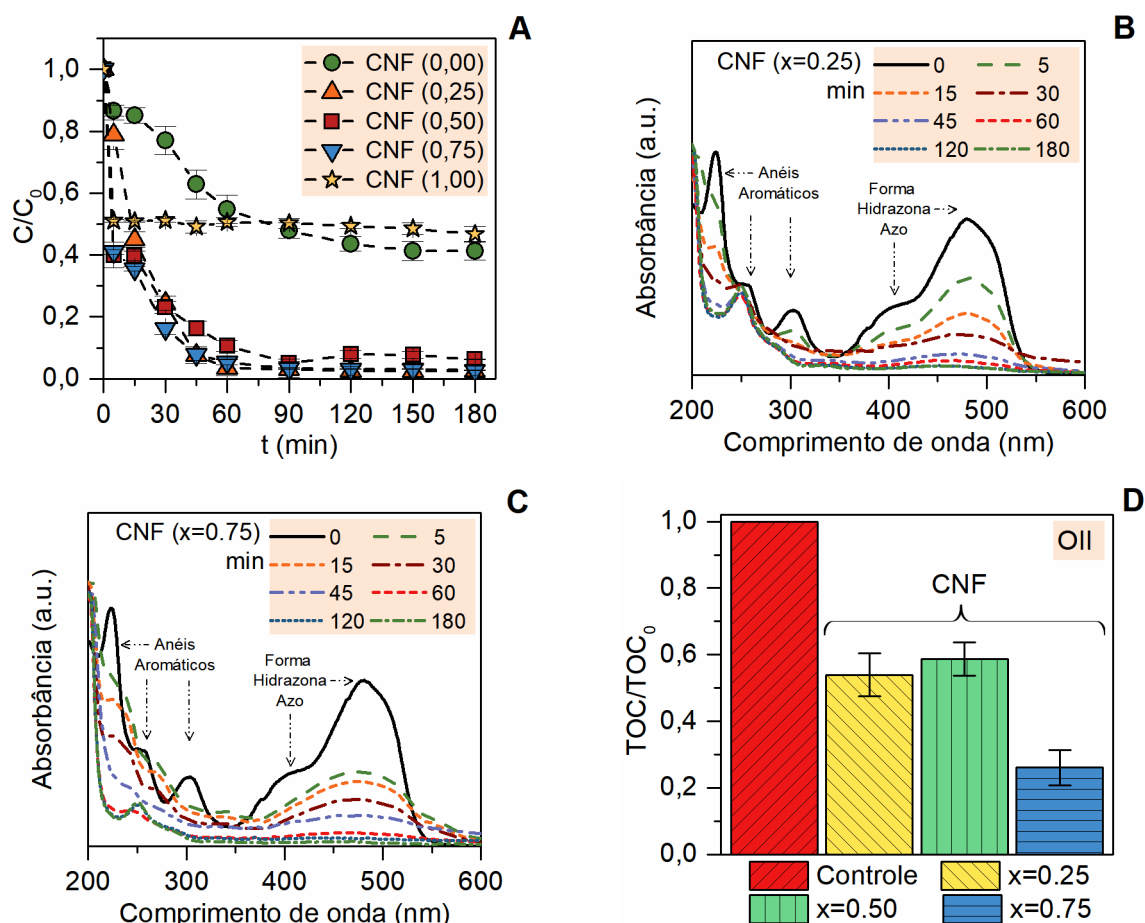 A
CNF (0,00)
CNF (0,25)
CNF (0,50)
CNF (0,75)
CNF (1,00)
C/C0
1,0
0,8
0,6
0,4
0,2
0,0
0 30 60 90 120 150 180
t (min)
B
CNF (x=0.25)
min
0 5
15 30
45 60
120 180
Anéis
Aromáticos
Forma
Hidrazona
Azo
Absorbância (a.u.)
200 300 400 500 600
Comprimento de onda (nm)
C
CNF (x=0.75)
min
0 5
15 30
45 60
120 180
Anéis
Aromáticos
Forma
Hidrazona
Azo
Absorbância (a.u.)
200 300 400 500 600
Comprimento de onda (nm)
D
OII
CNF
TOC/TOC0
1,0
0,8
0,6
0,4
0,2
0,0
Controle x=0.25
x=0.50 x=0.75